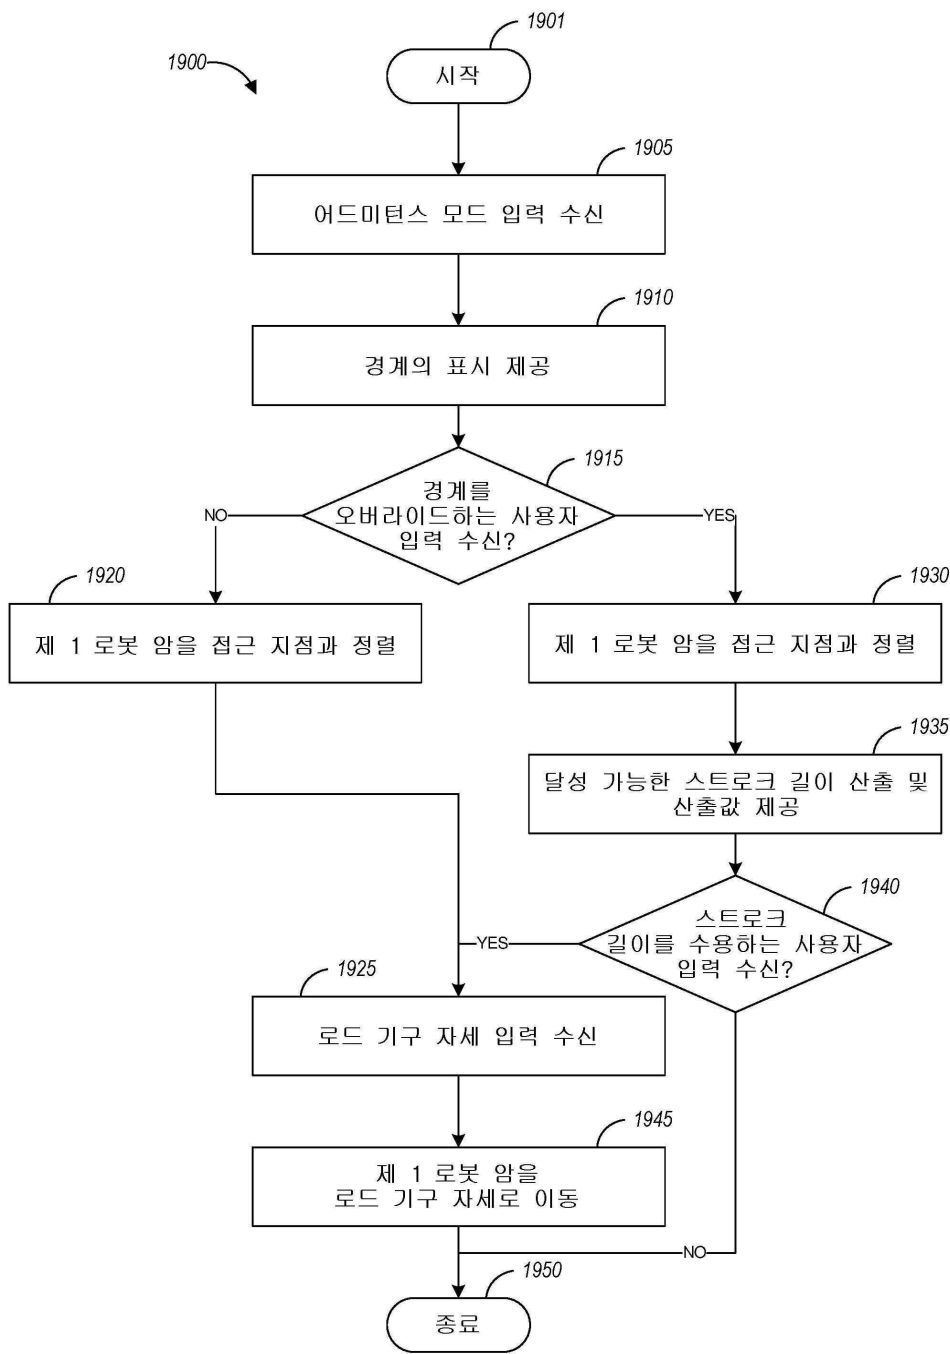 1901
1900
시작
1905
어드미턴스 모드 입력 수신
1910
경계의 표시 제공
1915
경계를
오버라이드하는 사용자
입력 수신?
NO
YES
1920
제 1 로봇 암을 접근 지점과 정렬
1930
제 1 로봇 암을 접근 지점과 정렬
1935
달성 가능한 스트로크 길이 산출 및
산출값 제공
1940
스트로크
길이를 수용하는 사용자
입력 수신?
YES
1925
로드 기구 자세 입력 수신
1945
제 1 로봇 암을
로드 기구 자세로 이동
NO
1950
종료